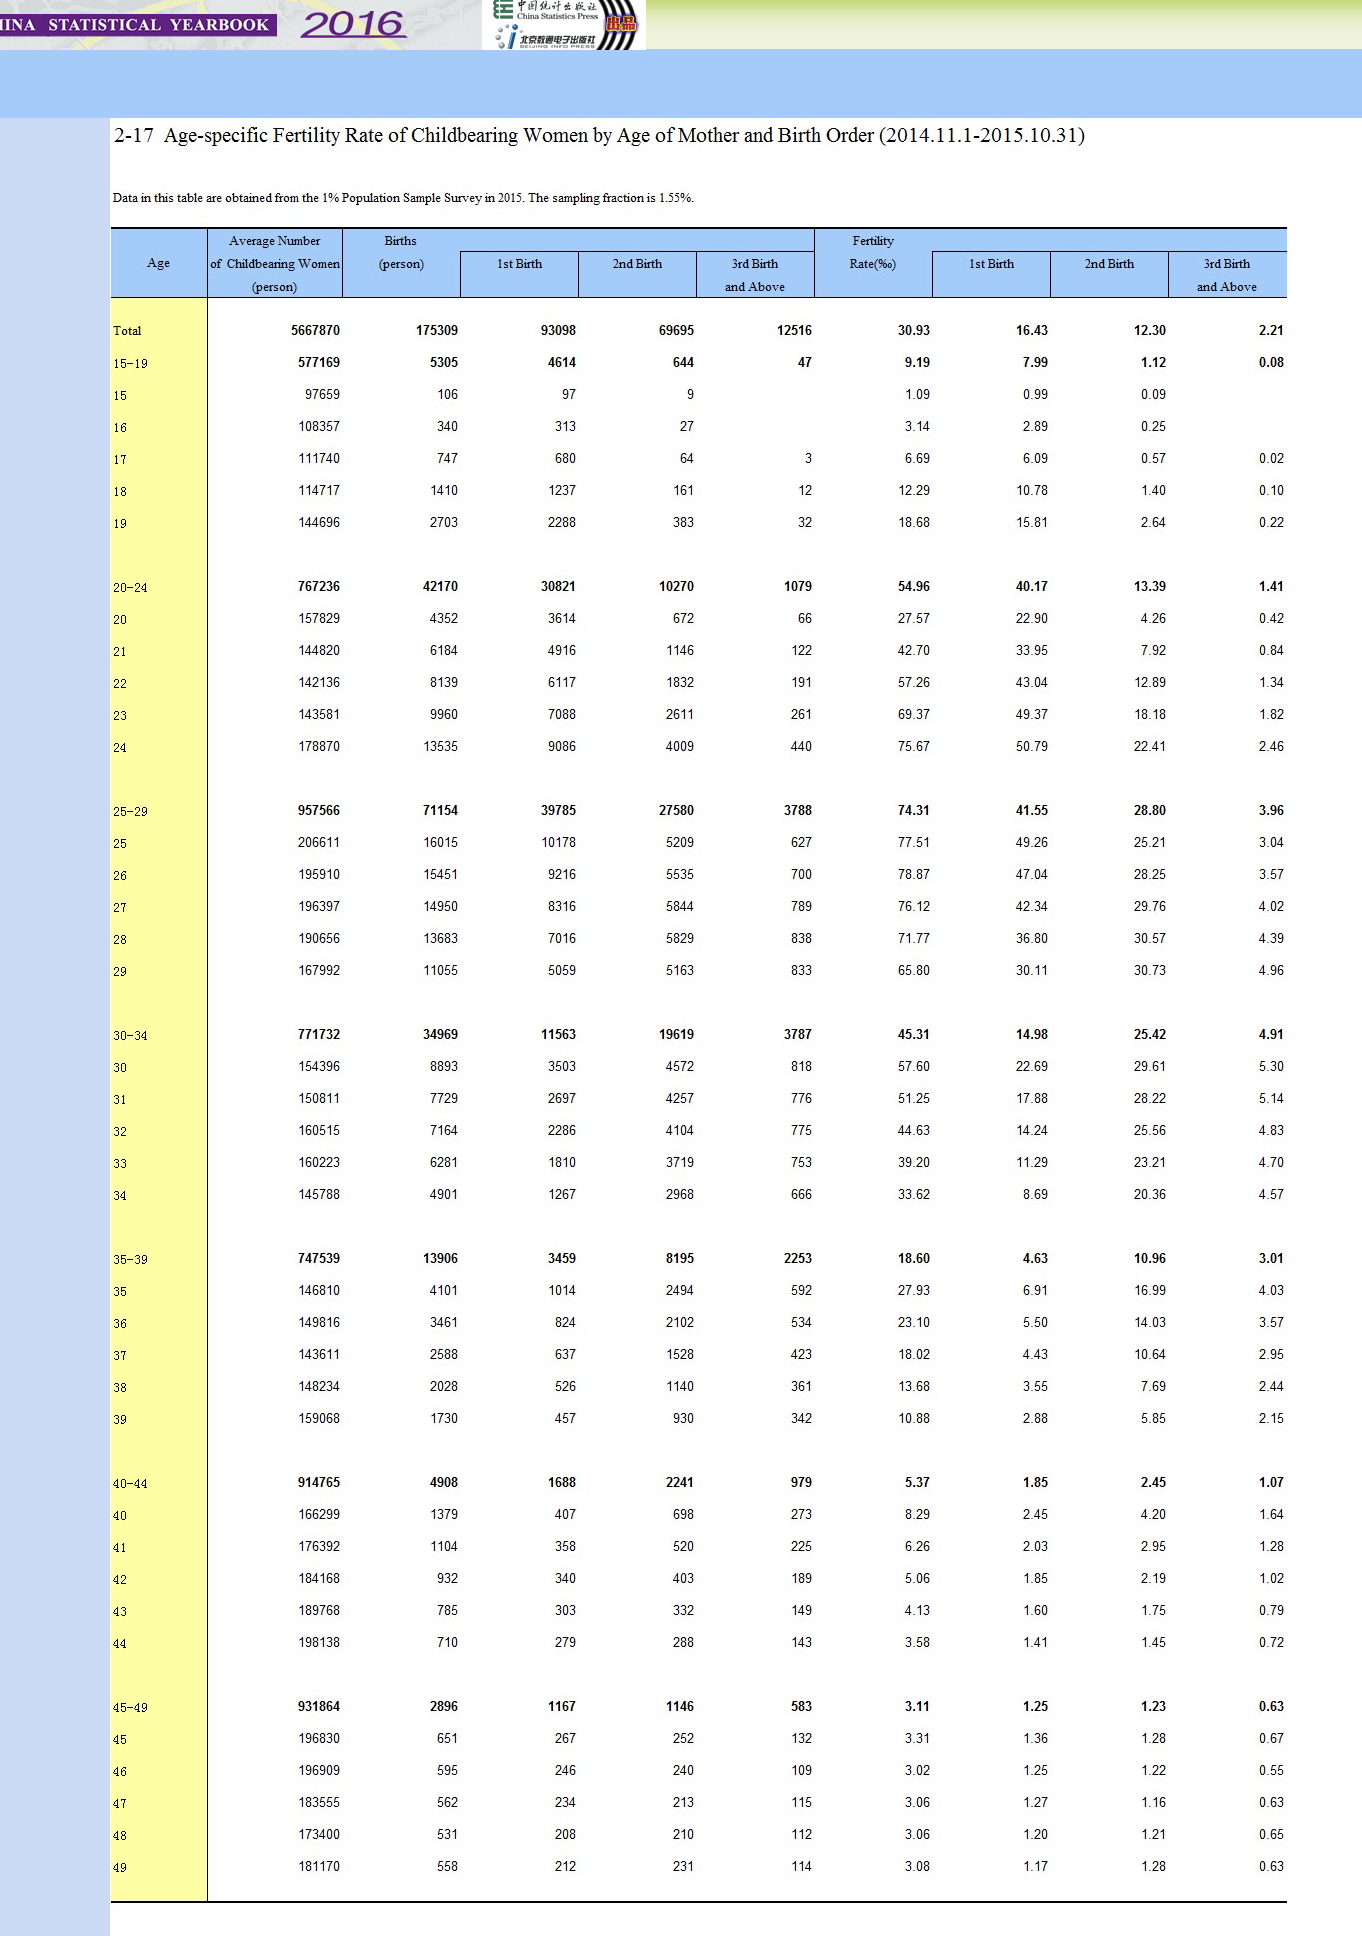 INA STATISTICAL YEARBOOK 2016
中国统计出版社
China Statistics Press
出品
北京数通电子出版社
BEIJING INFO PRESS
2-17 Age-specific Fertility Rate of Childbearing Women by Age of Mother and Birth Order (2014.11.1-2015.10.31)
Data in this table are obtained from the 1% Population Sample Survey in 2015. The sampling fraction is 1.55%.
Average Number Births Fertility
Age of Childbearing Women (person) 1st Birth 2nd Birth 3rd Birth Rate(‰) 1st Birth 2nd Birth 3rd Birth
(person) and Above and Above
Total 5667870 175309 93098 69695 12516 30.93 16.43 12.30 2.21
15-19 577169 5305 4614 644 47 9.19 7.99 1.12 0.08
15 97659 106 97 9 1.09 0.99 0.09
16 108357 340 313 27 3.14 2.89 0.25
17 111740 747 680 64 3 6.69 6.09 0.57 0.02
18 114717 1410 1237 161 12 12.29 10.78 1.40 0.10
19 144696 2703 2288 383 32 18.68 15.81 2.64 0.22
20-24 767236 42170 30821 10270 1079 54.96 40.17 13.39 1.41
20 157829 4352 3614 672 66 27.57 22.90 4.26 0.42
21 144820 6184 4916 1146 122 42.70 33.95 7.92 0.84
22 142136 8139 6117 1832 191 57.26 43.04 12.89 1.34
23 143581 9960 7088 2611 261 69.37 49.37 18.18 1.82
24 178870 13535 9086 4009 440 75.67 50.79 22.41 2.46
25-29 957566 71154 39785 27580 3788 74.31 41.55 28.80 3.96
25 206611 16015 10178 5209 627 77.51 49.26 25.21 3.04
26 195910 15451 9216 5535 700 78.87 47.04 28.25 3.57
27 196397 14950 8316 5844 789 76.12 42.34 29.76 4.02
28 190656 13683 7016 5829 838 71.77 36.80 30.57 4.39
29 167992 11055 5059 5163 833 65.80 30.11 30.73 4.96
30-34 771732 34969 11563 19619 3787 45.31 14.98 25.42 4.91
30 154396 8893 3503 4572 818 57.60 22.69 29.61 5.30
31 150811 7729 2697 4257 776 51.25 17.88 28.22 5.14
32 160515 7164 2286 4104 775 44.63 14.24 25.56 4.83
33 160223 6281 1810 3719 753 39.20 11.29 23.21 4.70
34 145788 4901 1267 2968 666 33.62 8.69 20.36 4.57
35-39 747539 13906 3459 8195 2253 18.60 4.63 10.96 3.01
35 146810 4101 1014 2494 592 27.93 6.91 16.99 4.03
36 149816 3461 824 2102 534 23.10 5.50 14.03 3.57
37 143611 2588 637 1528 423 18.02 4.43 10.64 2.95
38 148234 2028 526 1140 361 13.68 3.55 7.69 2.44
39 159068 1730 457 930 342 10.88 2.88 5.85 2.15
40-44 914765 4908 1688 2241 979 5.37 1.85 2.45 1.07
40 166299 1379 407 698 273 8.29 2.45 4.20 1.64
41 176392 1104 358 520 225 6.26 2.03 2.95 1.28
42 184168 932 340 403 189 5.06 1.85 2.19 1.02
43 189768 785 303 332 149 4.13 1.60 1.75 0.79
44 198138 710 279 288 143 3.58 1.41 1.45 0.72
45-49 931864 2896 1167 1146 583 3.11 1.25 1.23 0.63
45 196830 651 267 252 132 3.31 1.36 1.28 0.67
46 196909 595 246 240 109 3.02 1.25 1.22 0.55
47 183555 562 234 213 115 3.06 1.27 1.16 0.63
48 173400 531 208 210 112 3.06 1.20 1.21 0.65
49 181170 558 212 231 114 3.08 1.17 1.28 0.63